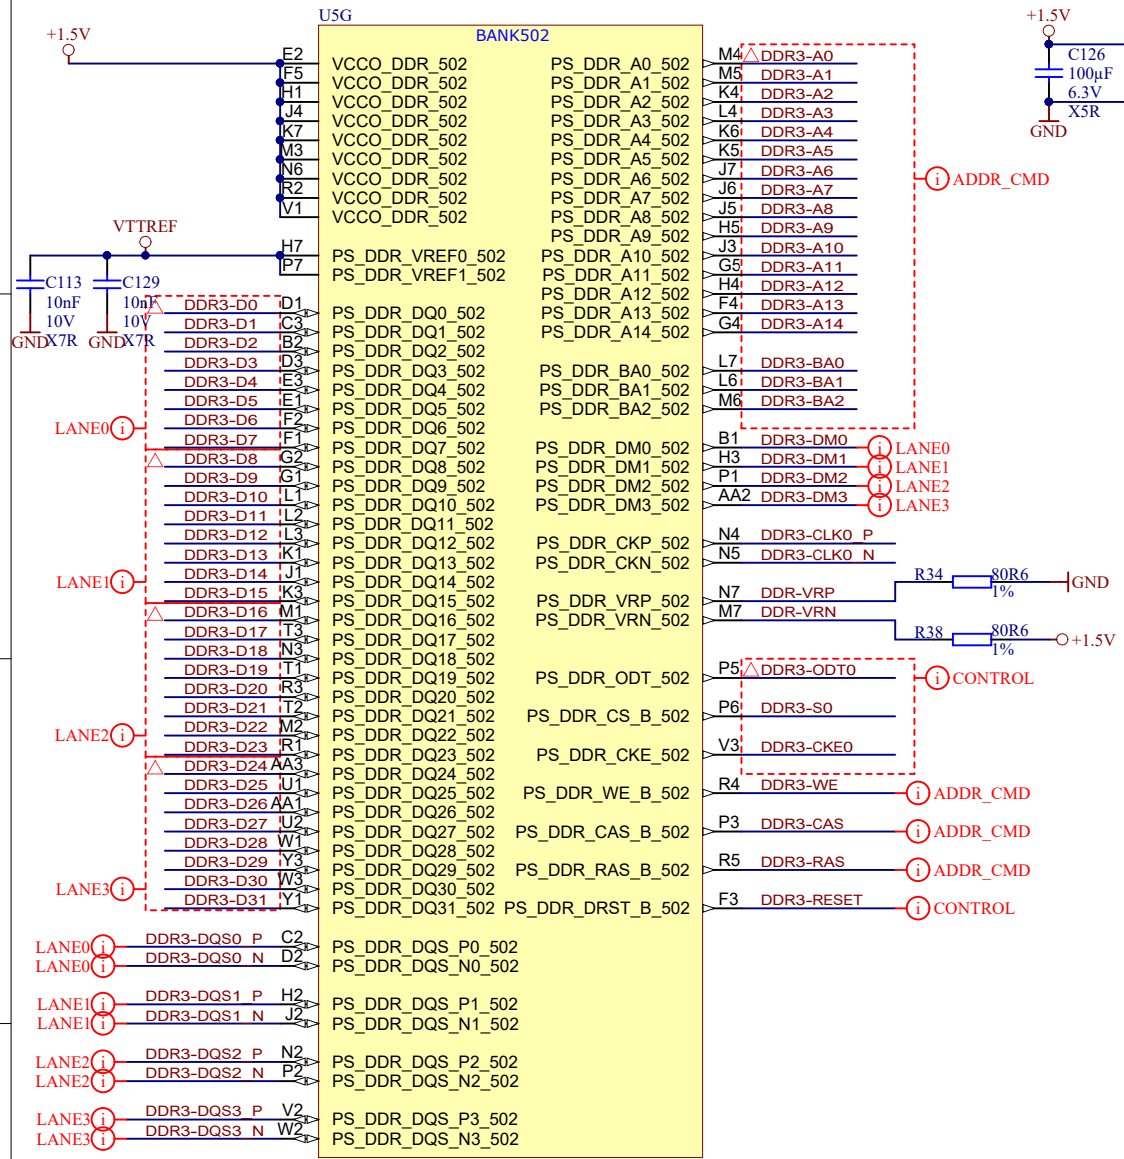 U5G
BANK502
+1.5V
E2 VCCO_DDR_502
F5 VCCO_DDR_502
H1 VCCO_DDR_502
J4 VCCO_DDR_502
K7 VCCO_DDR_502
M3 VCCO_DDR_502
N6 VCCO_DDR_502
R2 VCCO_DDR_502
V1 VCCO_DDR_502
VTTREF
H7 PS_DDR_VREF0_502
P7 PS_DDR_VREF1_502
C113
10nF
10V
X7R
GND
C129
10nF
10V
X7R
GND
DDR3-D0 D1 PS_DDR_DQ0_502
DDR3-D1 C3 PS_DDR_DQ1_502
DDR3-D2 B2 PS_DDR_DQ2_502
DDR3-D3 D3 PS_DDR_DQ3_502
DDR3-D4 E3 PS_DDR_DQ4_502
DDR3-D5 E1 PS_DDR_DQ5_502
LANE0 i DDR3-D6 F2 PS_DDR_DQ6_502
DDR3-D7 F1 PS_DDR_DQ7_502
DDR3-D8 G2 PS_DDR_DQ8_502
DDR3-D9 G1 PS_DDR_DQ9_502
DDR3-D10 L1 PS_DDR_DQ10_502
DDR3-D11 L2 PS_DDR_DQ11_502
DDR3-D12 L3 PS_DDR_DQ12_502
DDR3-D13 K1 PS_DDR_DQ13_502
LANE1 i DDR3-D14 J1 PS_DDR_DQ14_502
DDR3-D15 K3 PS_DDR_DQ15_502
DDR3-D16 M1 PS_DDR_DQ16_502
DDR3-D17 T3 PS_DDR_DQ17_502
DDR3-D18 N3 PS_DDR_DQ18_502
DDR3-D19 T1 PS_DDR_DQ19_502
DDR3-D20 R3 PS_DDR_DQ20_502
DDR3-D21 T2 PS_DDR_DQ21_502
LANE2 i DDR3-D22 M2 PS_DDR_DQ22_502
DDR3-D23 R1 PS_DDR_DQ23_502
DDR3-D24 AA3 PS_DDR_DQ24_502
DDR3-D25 U1 PS_DDR_DQ25_502
DDR3-D26 AA1 PS_DDR_DQ26_502
DDR3-D27 U2 PS_DDR_DQ27_502
DDR3-D28 W1 PS_DDR_DQ28_502
DDR3-D29 Y3 PS_DDR_DQ29_502
LANE3 i DDR3-D30 W3 PS_DDR_DQ30_502
DDR3-D31 Y1 PS_DDR_DQ31_502
LANE0 i DDR3-DQS0_P C2 PS_DDR_DQS_P0_502
LANE0 i DDR3-DQS0_N D2 PS_DDR_DQS_N0_502
LANE1 i DDR3-DQS1_P H2 PS_DDR_DQS_P1_502
LANE1 i DDR3-DQS1_N J2 PS_DDR_DQS_N1_502
LANE2 i DDR3-DQS2_P N2 PS_DDR_DQS_P2_502
LANE2 i DDR3-DQS2_N P2 PS_DDR_DQS_N2_502
LANE3 i DDR3-DQS3_P V2 PS_DDR_DQS_P3_502
LANE3 i DDR3-DQS3_N W2 PS_DDR_DQS_N3_502
PS_DDR_A0_502 M4 DDR3-A0
PS_DDR_A1_502 M5 DDR3-A1
PS_DDR_A2_502 K4 DDR3-A2
PS_DDR_A3_502 L4 DDR3-A3
PS_DDR_A4_502 K6 DDR3-A4
PS_DDR_A5_502 K5 DDR3-A5
PS_DDR_A6_502 J7 DDR3-A6 i ADDR_CMD
PS_DDR_A7_502 J6 DDR3-A7
PS_DDR_A8_502 J5 DDR3-A8
PS_DDR_A9_502 H5 DDR3-A9
PS_DDR_A10_502 J3 DDR3-A10
PS_DDR_A11_502 G5 DDR3-A11
PS_DDR_A12_502 H4 DDR3-A12
PS_DDR_A13_502 F4 DDR3-A13
PS_DDR_A14_502 G4 DDR3-A14
PS_DDR_BA0_502 L7 DDR3-BA0
PS_DDR_BA1_502 L6 DDR3-BA1
PS_DDR_BA2_502 M6 DDR3-BA2
PS_DDR_DM0_502 B1 DDR3-DM0 i LANE0
PS_DDR_DM1_502 H3 DDR3-DM1 i LANE1
PS_DDR_DM2_502 P1 DDR3-DM2 i LANE2
PS_DDR_DM3_502 AA2 DDR3-DM3 i LANE3
PS_DDR_CKP_502 N4 DDR3-CLK0_P
PS_DDR_CKN_502 N5 DDR3-CLK0_N
PS_DDR_VRP_502 N7 DDR-VRP R34 80R6 1% GND
PS_DDR_VRN_502 M7 DDR-VRN R38 80R6 1% +1.5V
PS_DDR_ODT_502 P5 DDR3-ODT0 i CONTROL
PS_DDR_CS_B_502 P6 DDR3-S0
PS_DDR_CKE_502 V3 DDR3-CKE0
PS_DDR_WE_B_502 R4 DDR3-WE i ADDR_CMD
PS_DDR_CAS_B_502 P3 DDR3-CAS i ADDR_CMD
PS_DDR_RAS_B_502 R5 DDR3-RAS i ADDR_CMD
PS_DDR_DRST_B_502 F3 DDR3-RESET i CONTROL
+1.5V
C126
100µF
6.3V
X5R
GND